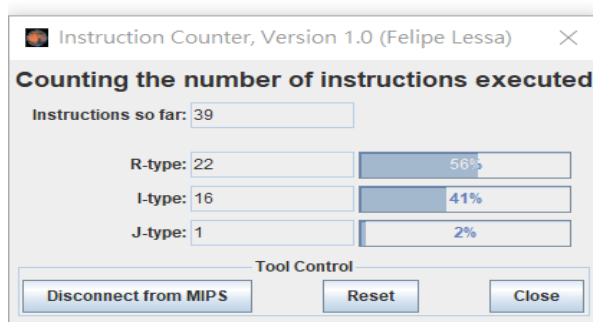 Instruction Counter, Version 1.0 (Felipe Lessa)
Counting the number of instructions executed
Instructions so far: 39
R-type: 22 56%
I-type: 16 41%
J-type: 1 2%
Tool Control
Disconnect from MIPS Reset Close